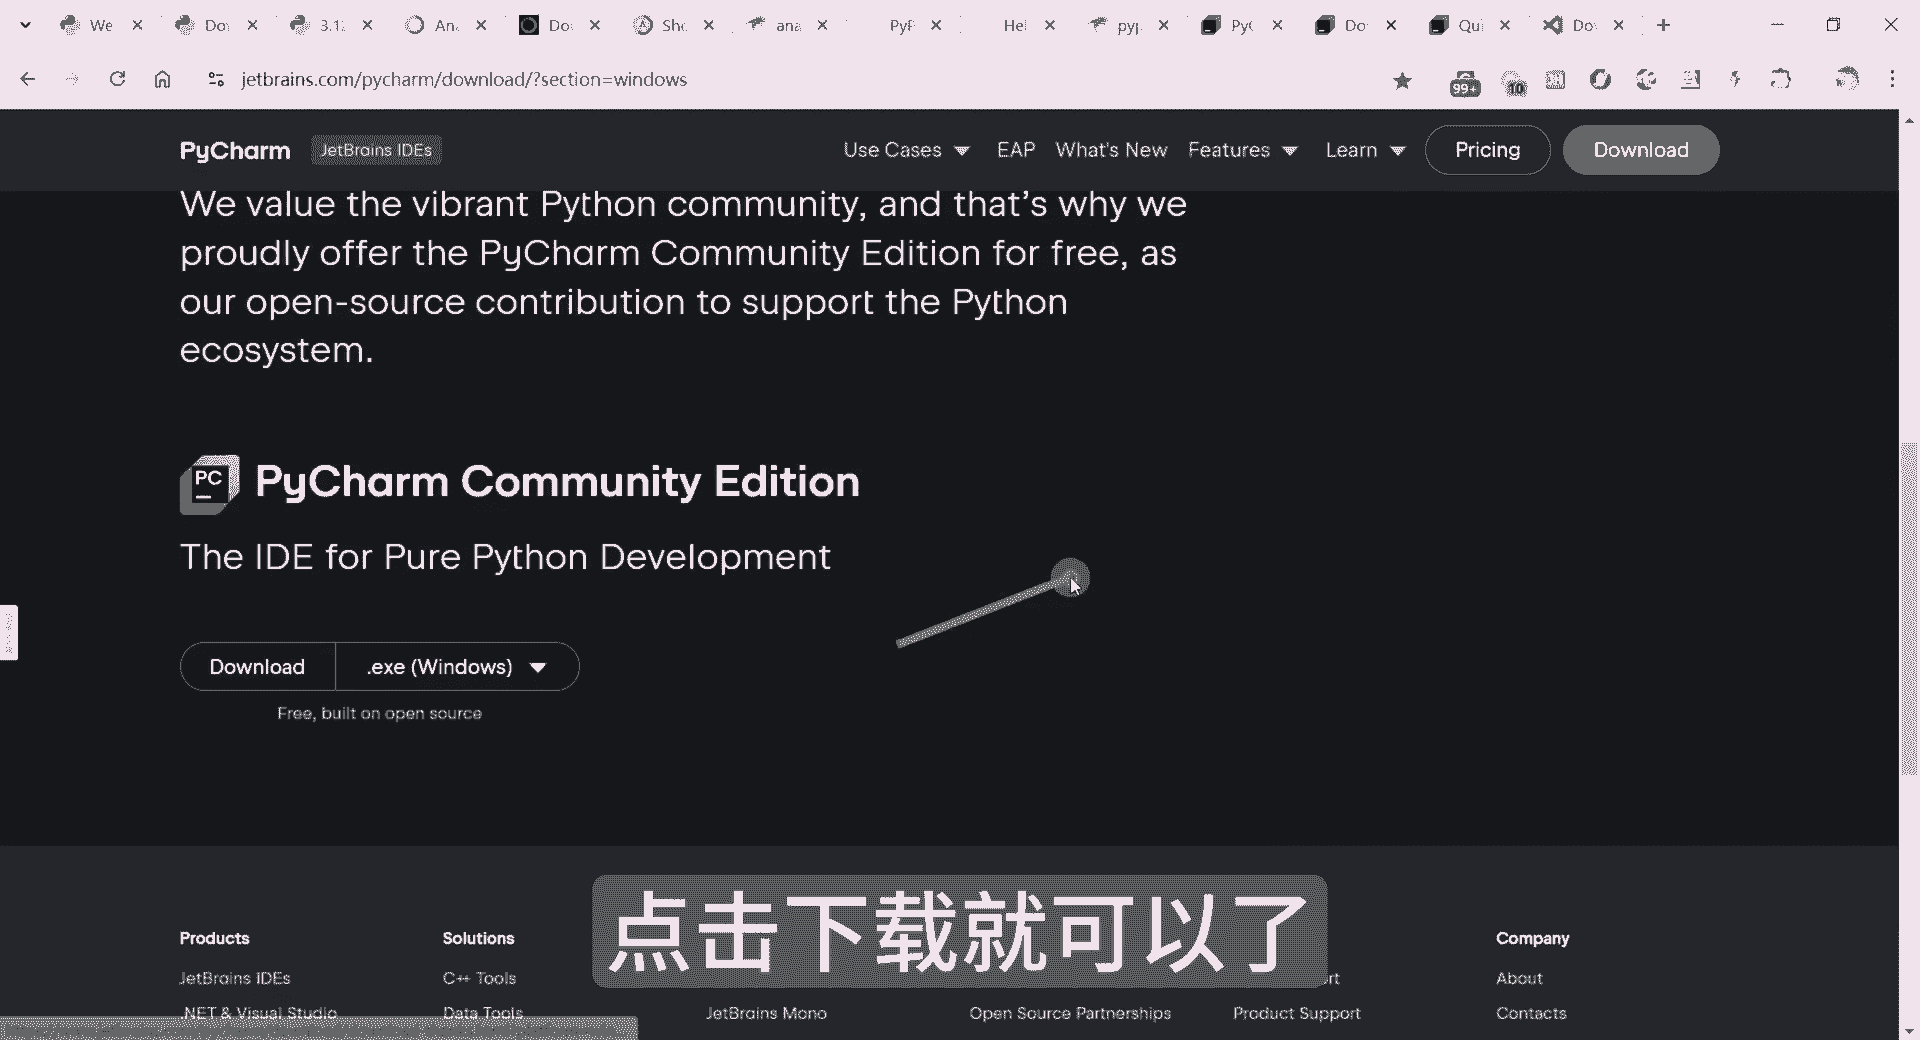 We
Do
3.1
An
Do
Sh
ana
PyP
Hel
pyp
PyC
Do
Qui
Do
jetbrains.com/pycharm/download/?section=windows
99+
10
PyCharm
JetBrains IDEs
Use Cases
EAP
What's New
Features
Learn
Pricing
Download
We value the vibrant Python community, and that’s why we
proudly offer the PyCharm Community Edition for free, as
our open-source contribution to support the Python
ecosystem.
PC
PyCharm Community Edition
The IDE for Pure Python Development
Download
.exe (Windows)
Free, built on open source
点击下载就可以了
Products
Solutions
Company
JetBrains IDEs
C++ Tools
rt
About
.NET & Visual Studio
Data Tools
JetBrains Mono
Open Source Partnerships
Product Support
Contacts